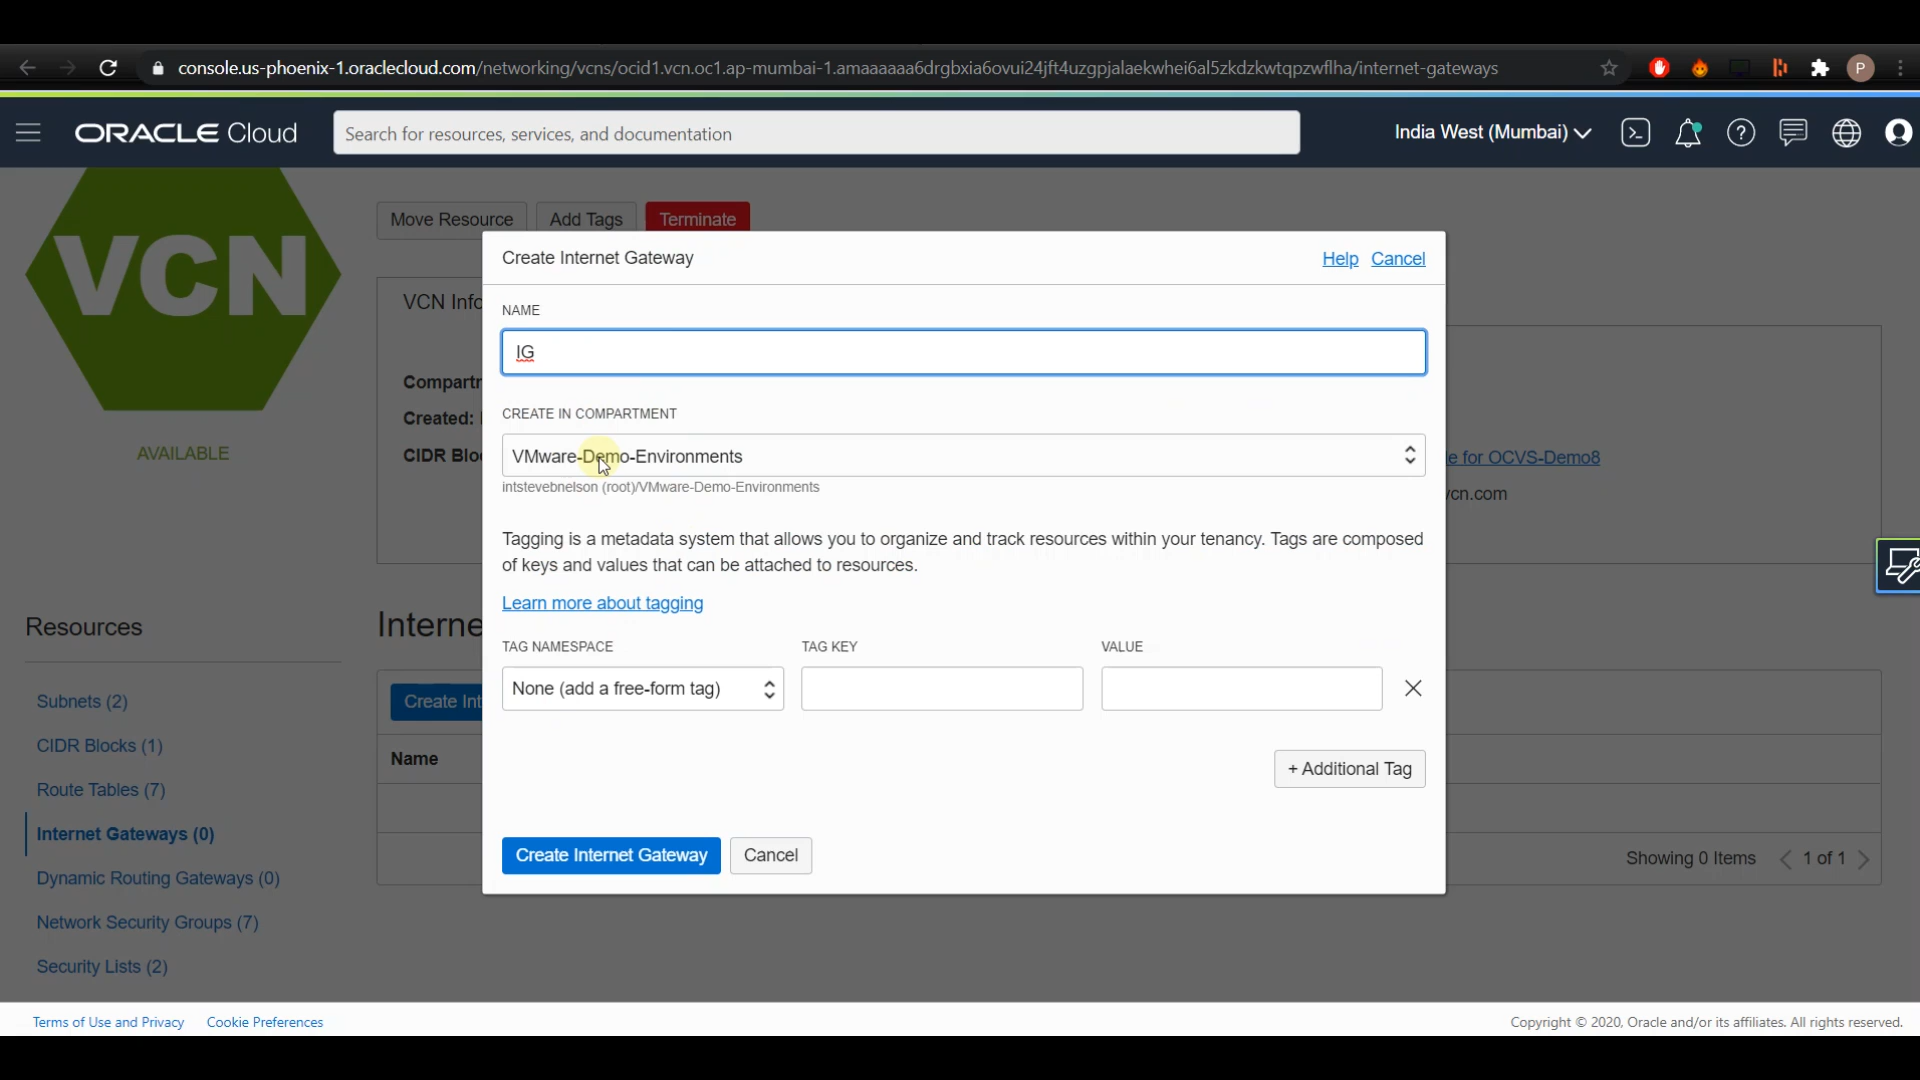 console.us-phoenix-1.oraclecloud.com/networking/vcns/ocid1.vcn.oc1.ap-mumbai-1.amaaaaaa6drgbxia6ovui24jft4uzgpjalaekwhei6al5zkdzkwtqpzwflha/internet-gateways
P
ORACLE Cloud
Search for resources, services, and documentation
India West (Mumbai)
VCN
AVAILABLE
Move Resource
Add Tags
Terminate
VCN Info
Compartr
Created:
CIDR Blo
e for OCVS-Demo8
vcn.com
Create Internet Gateway
Help
Cancel
NAME
IG
CREATE IN COMPARTMENT
VMware-Demo-Environments
intstevebnelson (root)/VMware-Demo-Environments
Tagging is a metadata system that allows you to organize and track resources within your tenancy. Tags are composed
of keys and values that can be attached to resources.
Learn more about tagging
TAG NAMESPACE
TAG KEY
VALUE
None (add a free-form tag)
+ Additional Tag
Create Internet Gateway
Cancel
Resources
Subnets (2)
CIDR Blocks (1)
Route Tables (7)
Internet Gateways (0)
Dynamic Routing Gateways (0)
Network Security Groups (7)
Security Lists (2)
Interne
Create Int
Name
Showing 0 Items
1 of 1
Terms of Use and Privacy
Cookie Preferences
Copyright © 2020, Oracle and/or its affiliates. All rights reserved.